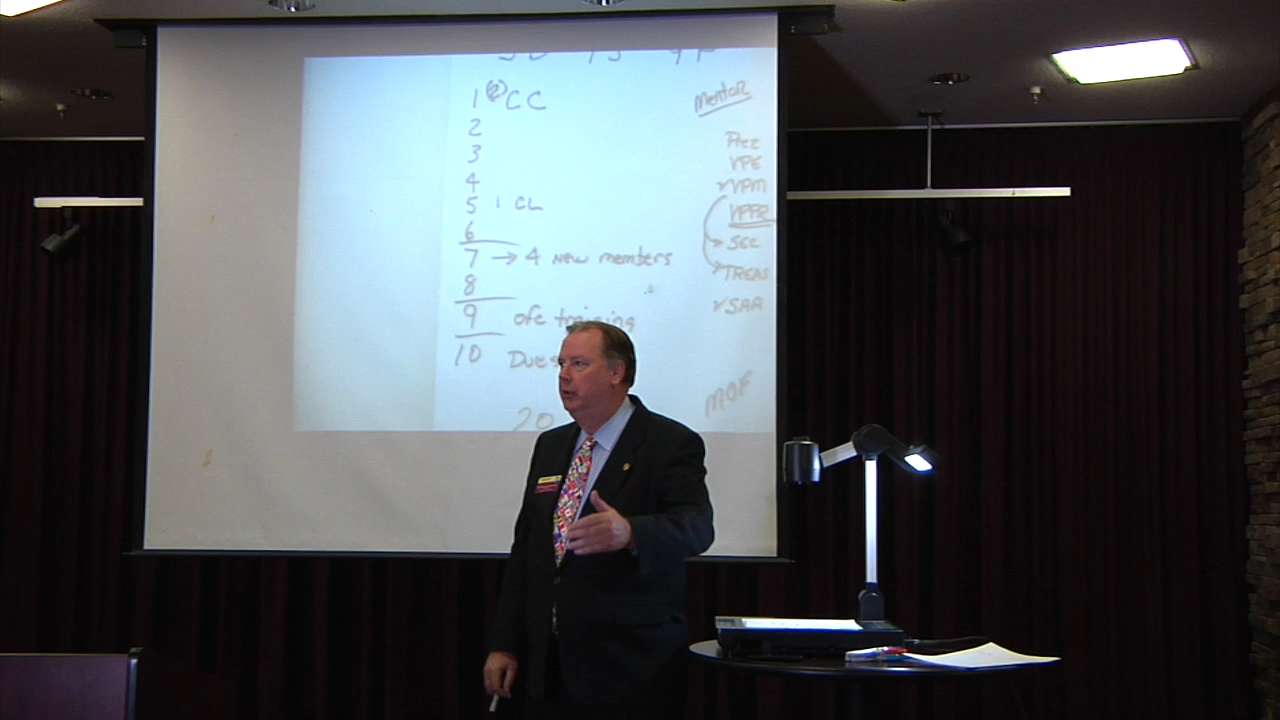 1 (2) CC
2
3
4
5 1 CL
6
7 → 4 New members
8
9 ofc training
10 Dues
20
Mentor
Prez
VPE
✓VPM
VPPR
SEC
TREAS
✓SAA
MOF